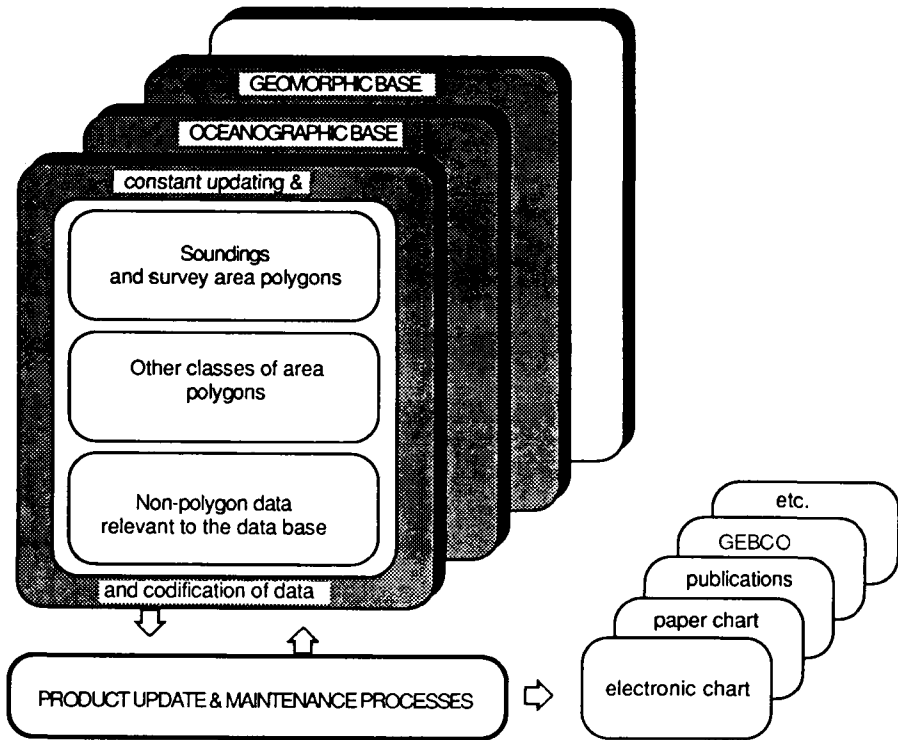 GEOMORPHIC BASE
OCEANOGRAPHIC BASE
constant updating &
Soundings
and survey area polygons
Other classes of area
polygons
Non-polygon data
relevant to the data base
and codification of data
PRODUCT UPDATE & MAINTENANCE PROCESSES
etc.
GEBCO
publications
paper chart
electronic chart